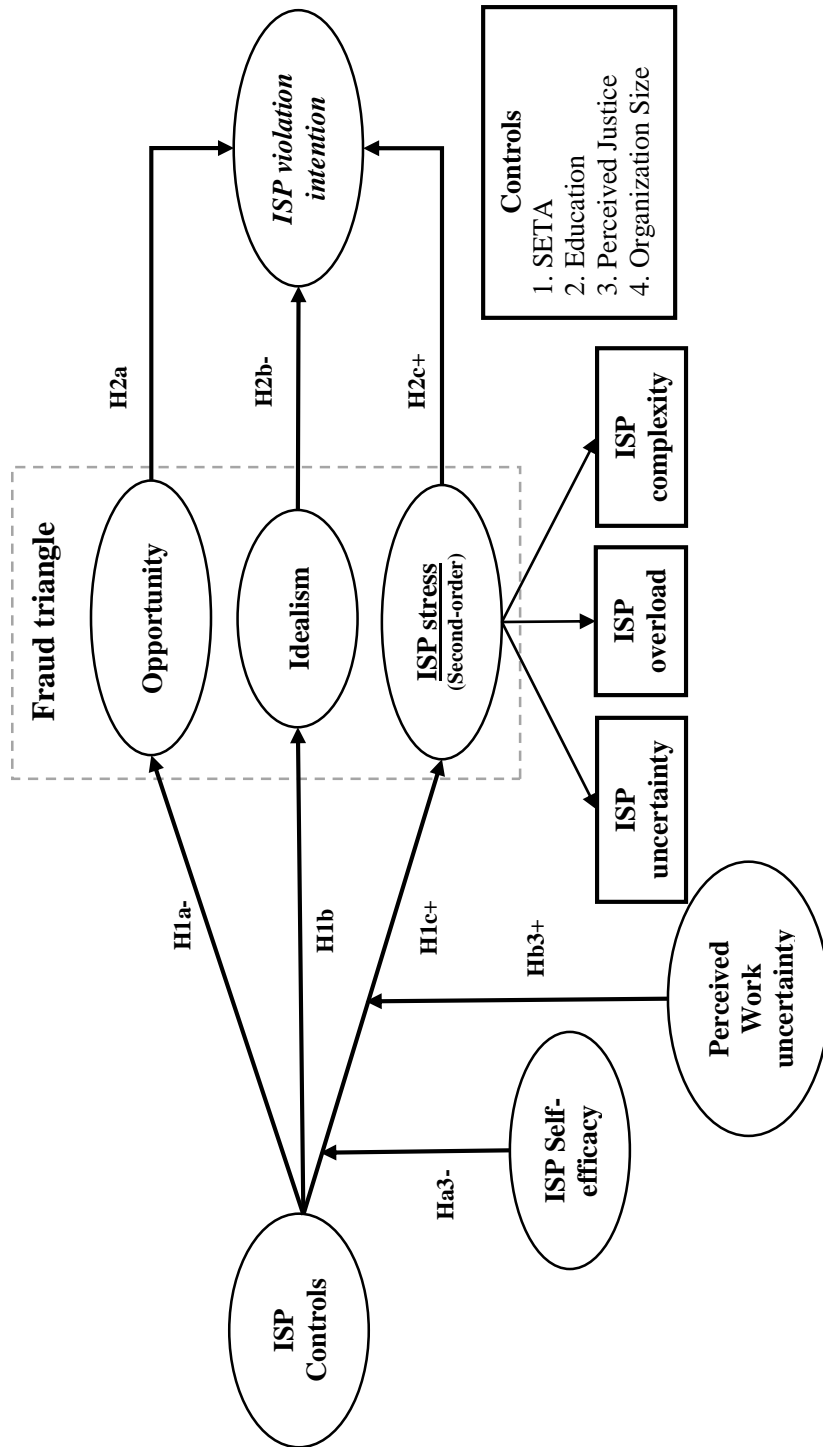 Fraud triangle
ISP
Controls
H1a-
H1b
H1c+
Opportunity
Idealism
ISP stress
(Second-order)
H2a
H2b-
H2c+
ISP violation
intention
Ha3-
Hb3+
ISP Self-
efficacy
Perceived
Work
uncertainty
ISP
uncertainty
ISP
overload
ISP
complexity
Controls
1. SETA
2. Education
3. Perceived Justice
4. Organization Size